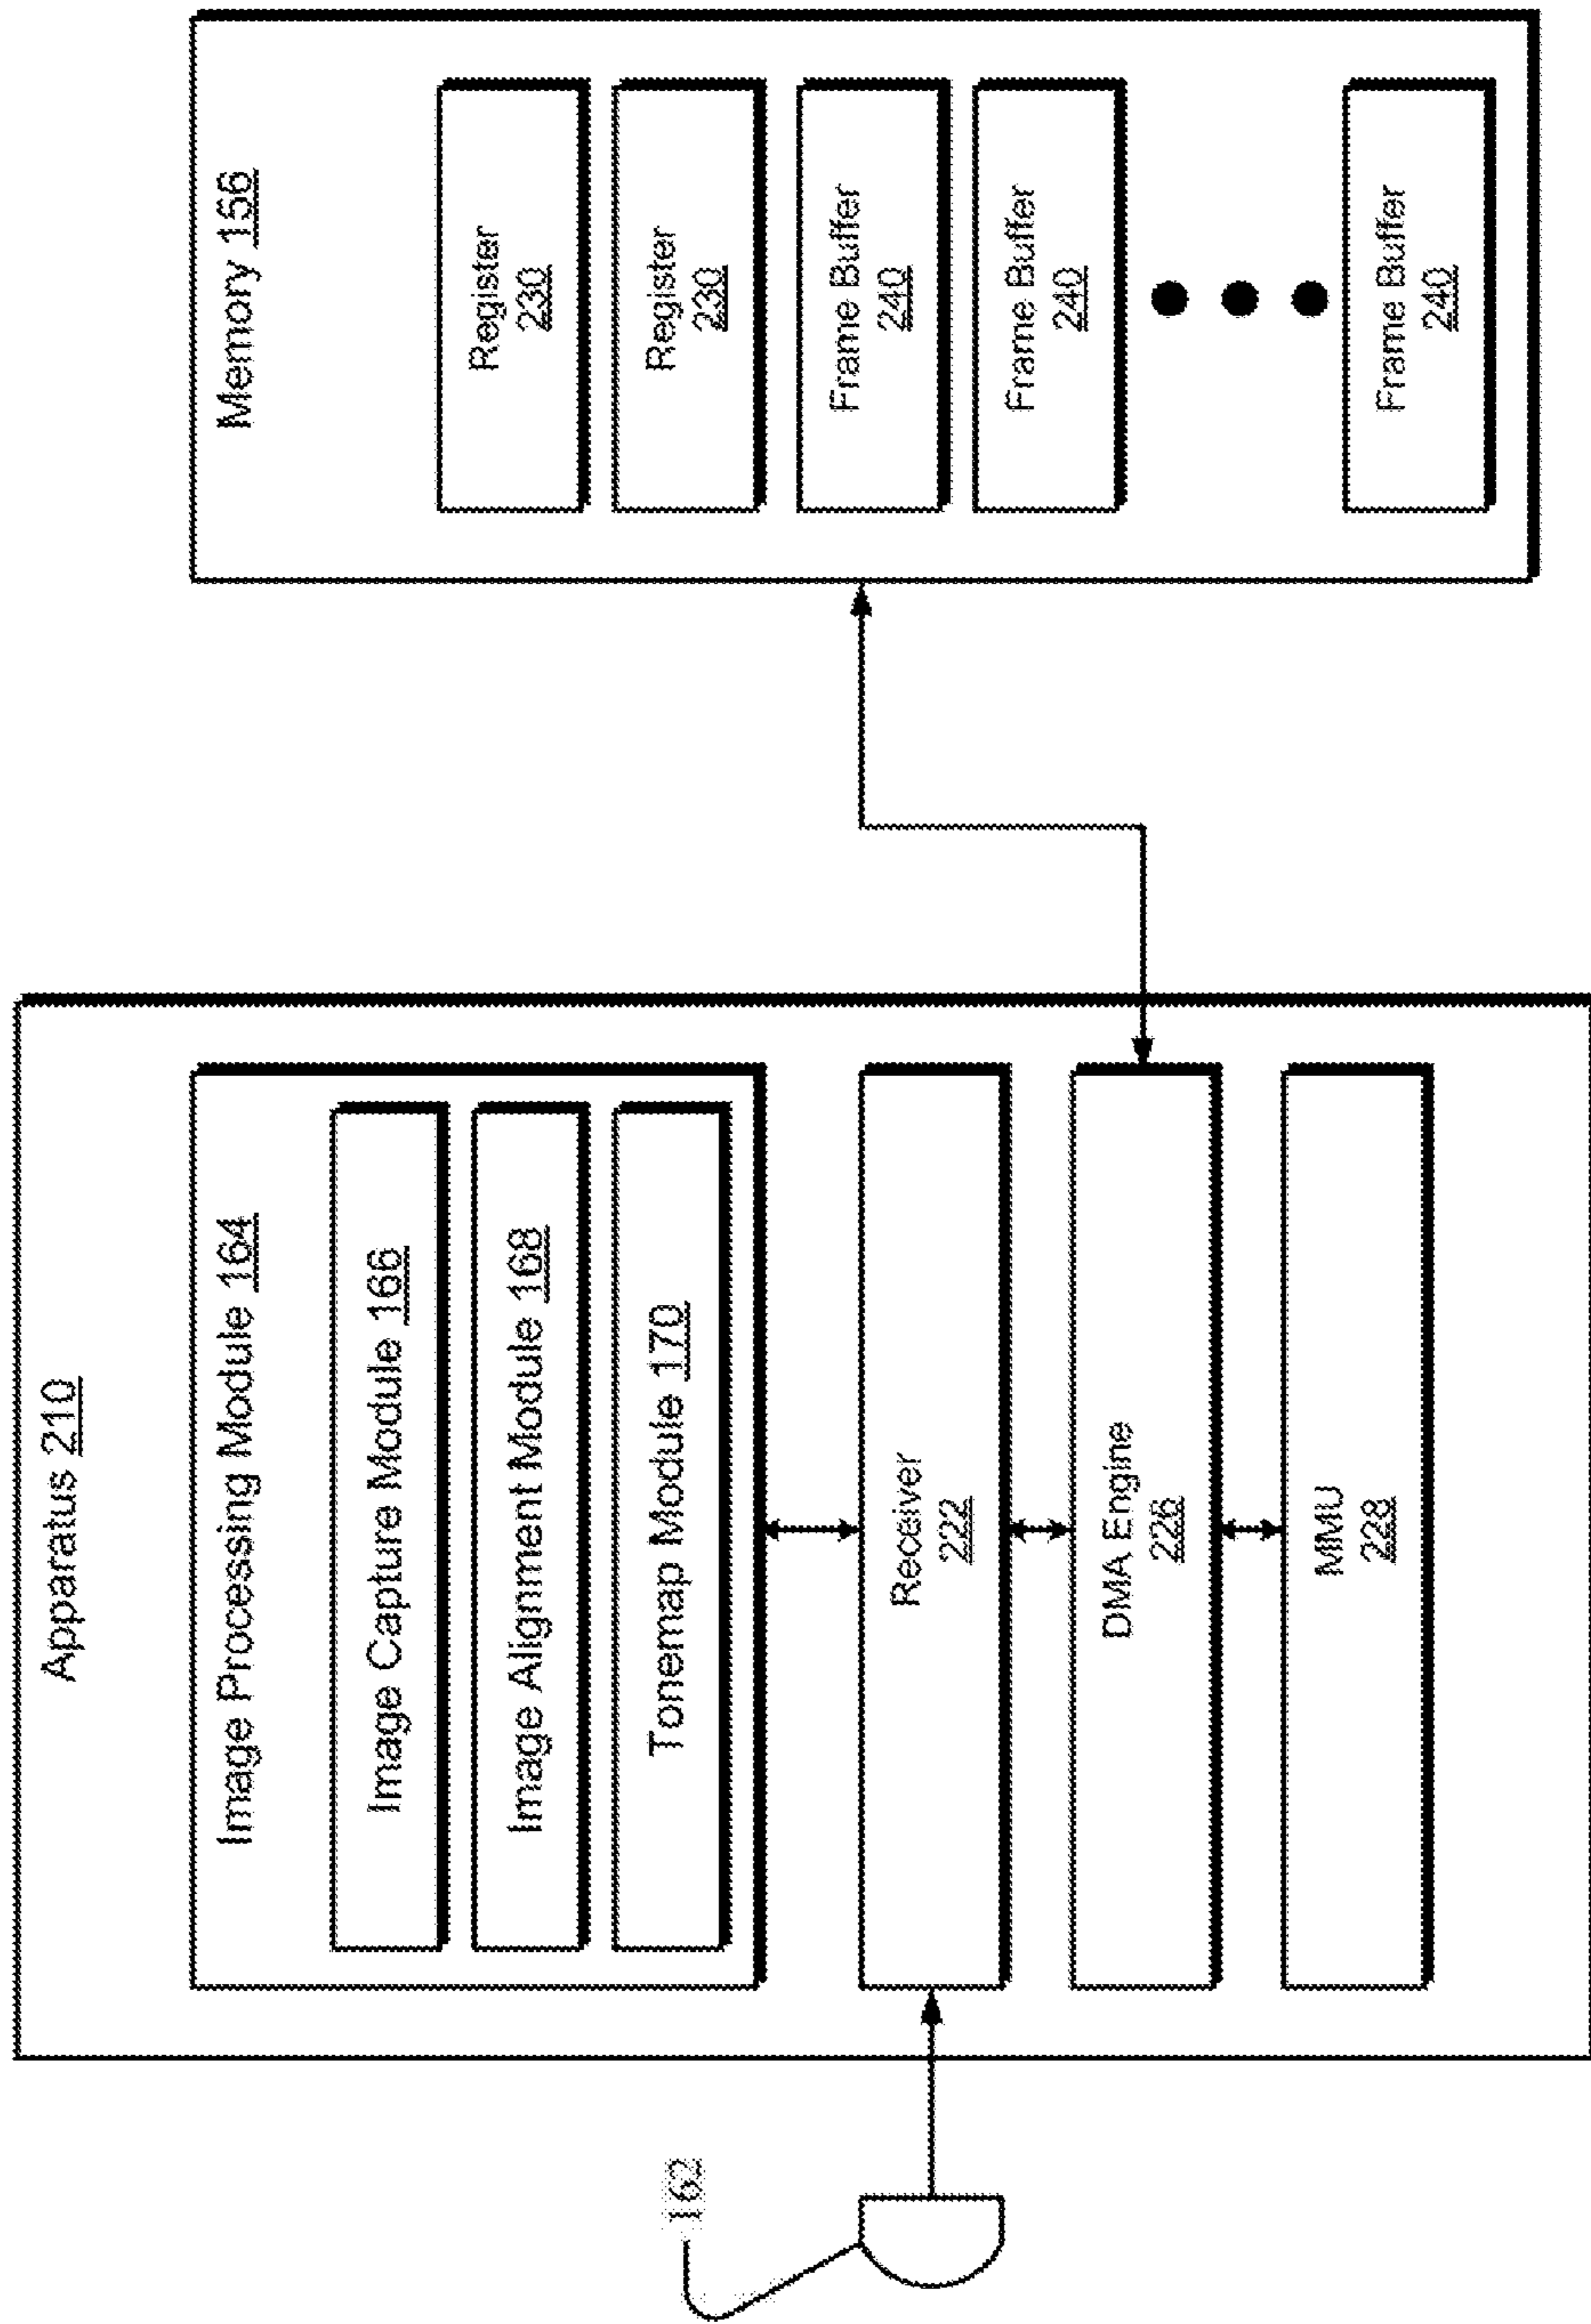 Apparatus 210
Image Processing Module 164
Image Capture Module 166
Image Alignment Module 168
Tonemap Module 170
Receiver
222
DMA Engine
226
MMU
228
162
Memory 156
Register
230
Register
230
Frame Buffer
240
Frame Buffer
240
Frame Buffer
240